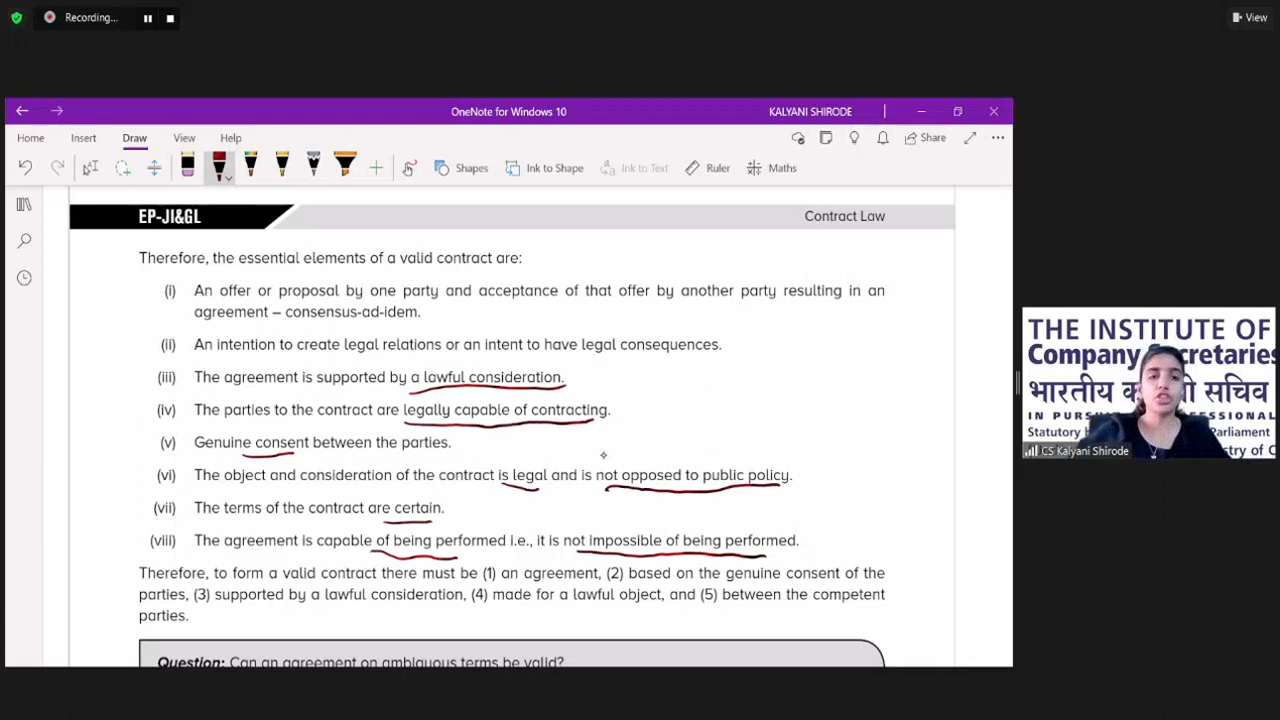 Recording...
View
OneNote for Windows 10
KALYANI SHIRODE
Home Insert Draw View Help
Share
Shapes Ink to Shape Ink to Text Ruler Maths
EP-JI&GL
Contract Law
Therefore, the essential elements of a valid contract are:
(i) An offer or proposal by one party and acceptance of that offer by another party resulting in an
agreement – consensus-ad-idem.
(ii) An intention to create legal relations or an intent to have legal consequences.
(iii) The agreement is supported by a lawful consideration.
(iv) The parties to the contract are legally capable of contracting.
(v) Genuine consent between the parties.
(vi) The object and consideration of the contract is legal and is not opposed to public policy.
(vii) The terms of the contract are certain.
(viii) The agreement is capable of being performed i.e., it is not impossible of being performed.
Therefore, to form a valid contract there must be (1) an agreement, (2) based on the genuine consent of the
parties, (3) supported by a lawful consideration, (4) made for a lawful object, and (5) between the competent
parties.
Question: Can an agreement on ambiguous terms be valid?
THE INSTITUTE OF
Company Secretaries
भारतीय सचिव
IN PURSU
Statutory Parliament
CS Kalyani Shirode